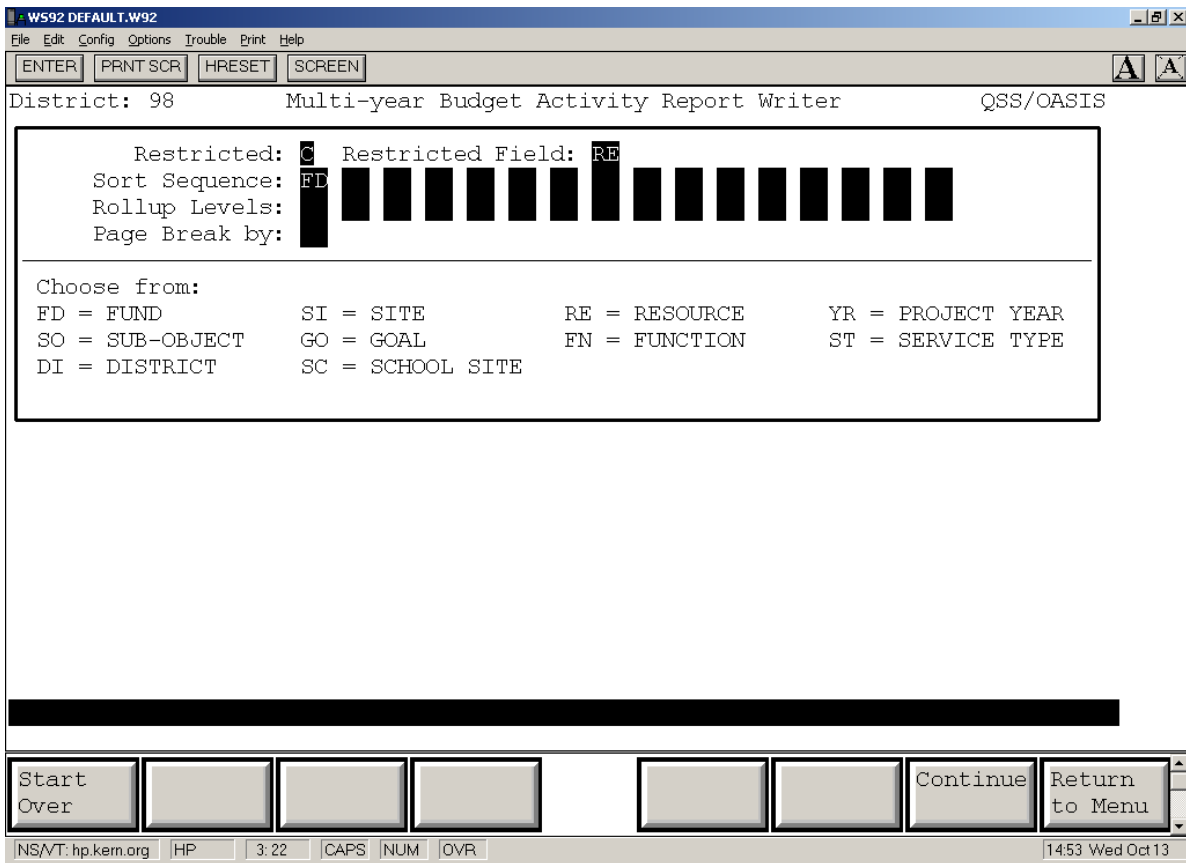 WS92 DEFAULT.W92
File Edit Config Options Trouble Print Help
ENTER PRNT SCR HRESET SCREEN A A
District: 98 Multi-year Budget Activity Report Writer QSS/OASIS
Restricted: C Restricted Field: RE
Sort Sequence: FD
Rollup Levels:
Page Break by:
Choose from:
FD = FUND SI = SITE RE = RESOURCE YR = PROJECT YEAR
SO = SUB-OBJECT GO = GOAL FN = FUNCTION ST = SERVICE TYPE
DI = DISTRICT SC = SCHOOL SITE
Start Over Continue Return to Menu
NS/VT: hp.kern.org HP 3: 22 CAPS NUM OVR 14:53 Wed Oct 13